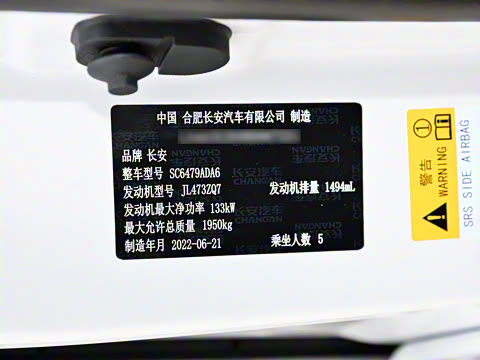 中国 合肥长安汽车有限公司 制造
品牌 长安
整车型号 SC6479ADA6
发动机型号 JL473ZQ7 发动机排量 1494mL
发动机最大净功率 133kW
最大允许总质量 1950kg
制造年月 2022-06-21 乘坐人数 5
警告
WARNING
SRS SIDE AIRBAG